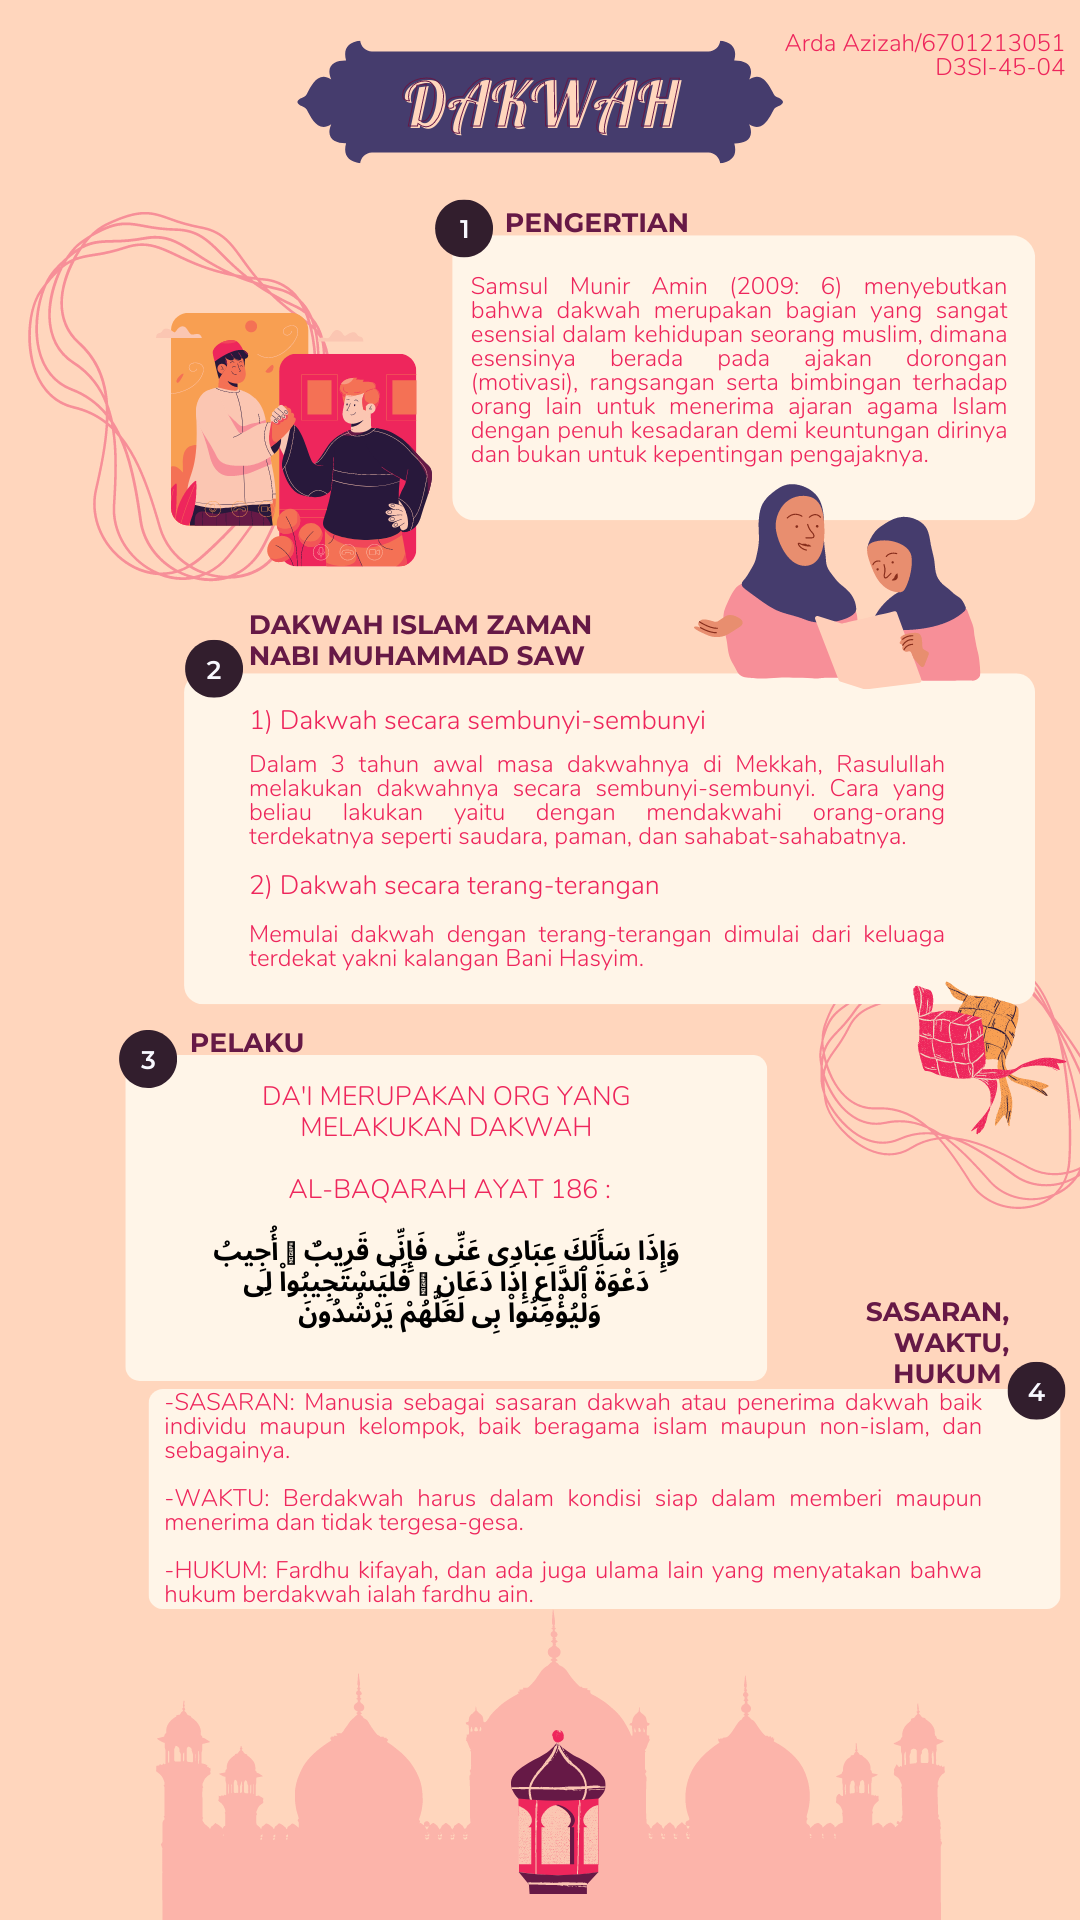 Arda Azizah/6701213051
D3SI-45-04
DAKWAH
1
PENGERTIAN
Samsul Munir Amin (2009: 6) menyebutkan
bahwa dakwah merupakan bagian yang sangat
esensial dalam kehidupan seorang muslim, dimana
esensinya berada pada ajakan dorongan
(motivasi), rangsangan serta bimbingan terhadap
orang lain untuk menerima ajaran agama Islam
dengan penuh kesadaran demi keuntungan dirinya
dan bukan untuk kepentingan pengajaknya.
DAKWAH ISLAM ZAMAN
NABI MUHAMMAD SAW
2
1) Dakwah secara sembunyi-sembunyi
Dalam 3 tahun awal masa dakwahnya di Mekkah, Rasulullah
melakukan dakwahnya secara sembunyi-sembunyi. Cara yang
beliau lakukan yaitu dengan mendakwahi orang-orang
terdekatnya seperti saudara, paman, dan sahabat-sahabatnya.
2) Dakwah secara terang-terangan
Memulai dakwah dengan terang-terangan dimulai dari keluaga
terdekat yakni kalangan Bani Hasyim.
3
PELAKU
DA'I MERUPAKAN ORG YANG
MELAKUKAN DAKWAH
AL-BAQARAH AYAT 186 :
وَإِذَا سَأَلَكَ عِبَادِى عَنِّى فَإِنِّى قَرِيبٌ أُجِيبُ
دَعْوَةَ ٱلدَّاعِ إِذَا دَعَانِ فَلْيَسْتَجِيبُوا۟ لِى
وَلْيُؤْمِنُوا۟ بِى لَعَلَّهُمْ يَرْشُدُونَ
SASARAN,
WAKTU,
HUKUM
4
-SASARAN: Manusia sebagai sasaran dakwah atau penerima dakwah baik
individu maupun kelompok, baik beragama islam maupun non-islam, dan
sebagainya.
-WAKTU: Berdakwah harus dalam kondisi siap dalam memberi maupun
menerima dan tidak tergesa-gesa.
-HUKUM: Fardhu kifayah, dan ada juga ulama lain yang menyatakan bahwa
hukum berdakwah ialah fardhu ain.